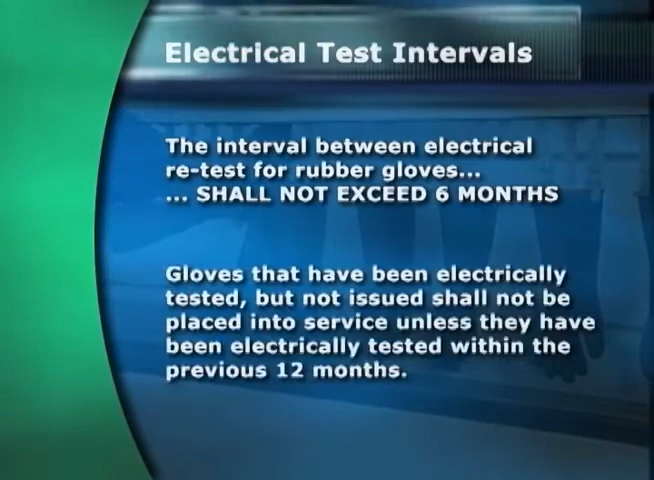 Electrical Test Intervals
The interval between electrical
re-test for rubber gloves...
... SHALL NOT EXCEED 6 MONTHS
Gloves that have been electrically
tested, but not issued shall not be
placed into service unless they have
been electrically tested within the
previous 12 months.